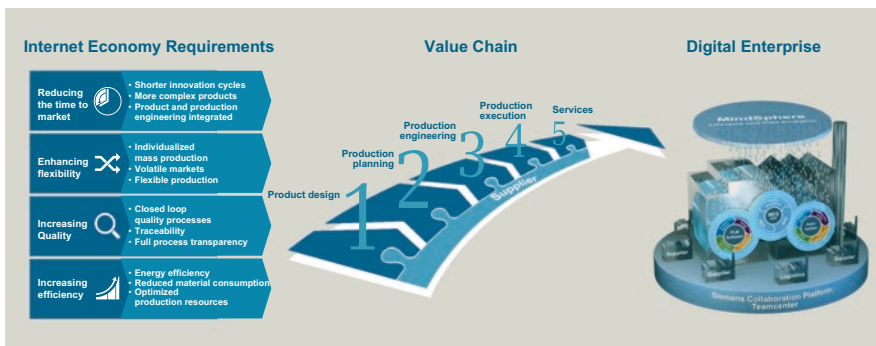 Internet Economy Requirements
Value Chain
Digital Enterprise
Reducing
the time to
market
• Shorter innovation cycles
• More complex products
• Product and production
engineering integrated
Enhancing
flexibility
• Individualized
mass production
• Volatile markets
• Flexible production
Increasing
Quality
• Closed loop
quality processes
• Traceability
• Full process transparency
Increasing
efficiency
• Energy efficiency
• Reduced material consumption
• Optimized
production resources
Product design
1
Production
planning
2
Production
engineering
3
Production
execution
4
Services
5
Supplier
MindSphere
Supplier
Logistics
Supplier
Siemens Collaboration Platform:
Teamcenter